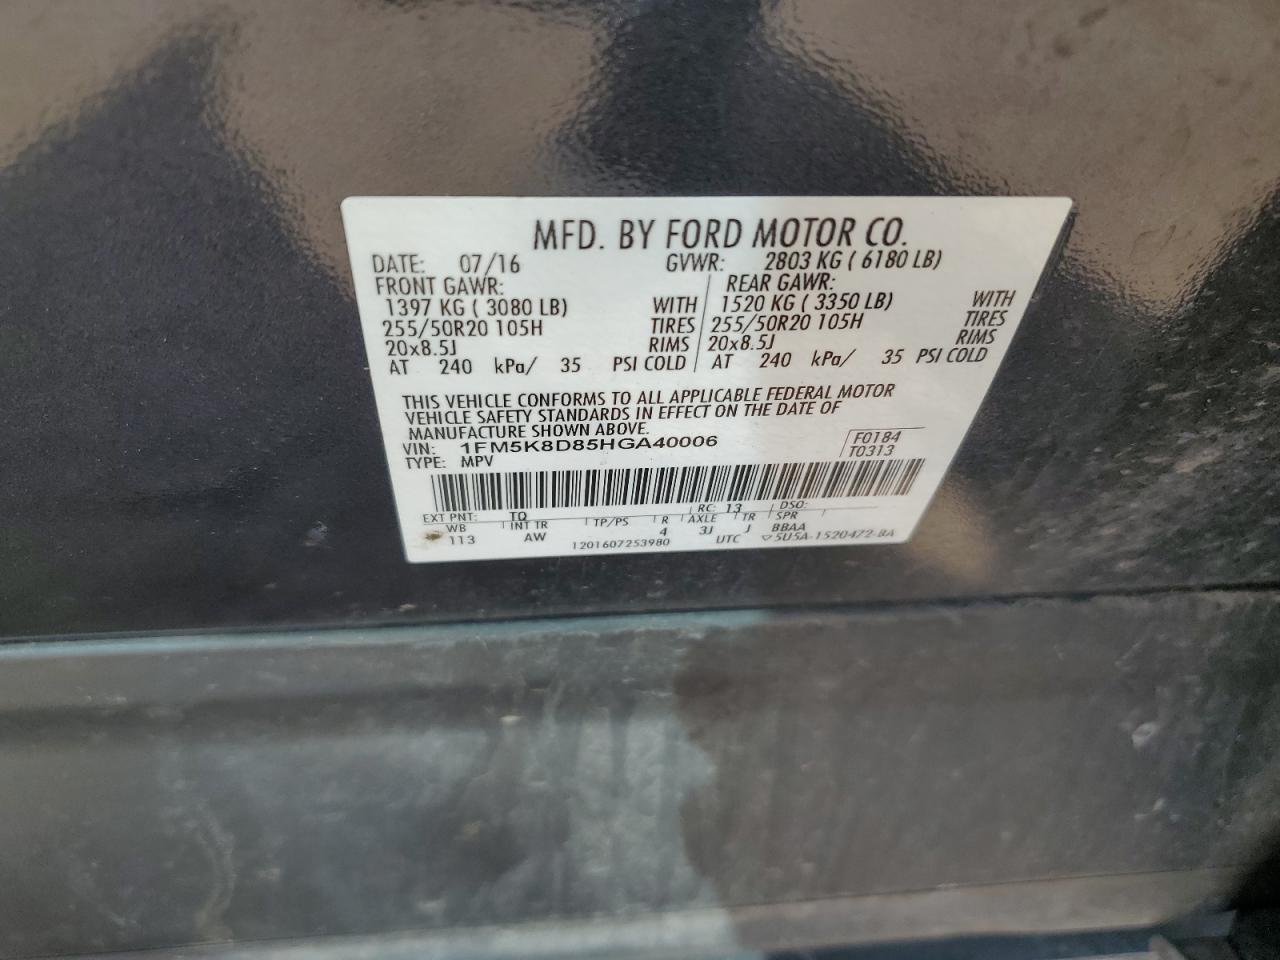 MFD. BY FORD MOTOR CO.
DATE: 07/16 GVWR: 2803 KG ( 6180 LB)
FRONT GAWR: REAR GAWR:
1397 KG ( 3080 LB) WITH 1520 KG ( 3350 LB) WITH
255/50R20 105H TIRES 255/50R20 105H TIRES
20x8.5J RIMS 20x8.5J RIMS
AT 240 kPa/ 35 PSI COLD AT 240 kPa/ 35 PSI COLD
THIS VEHICLE CONFORMS TO ALL APPLICABLE FEDERAL MOTOR
VEHICLE SAFETY STANDARDS IN EFFECT ON THE DATE OF
MANUFACTURE SHOWN ABOVE.
VIN: 1FM5K8D85HGA40006 F0184
TYPE: MPV T0313
EXT PNT: TQ RC: 13 DSO:
WB INT TR TP/PS R AXLE TR SPR
113 AW 4 3J J BBAA
1201607253980 UTC ▽5U5A-1520472-BA